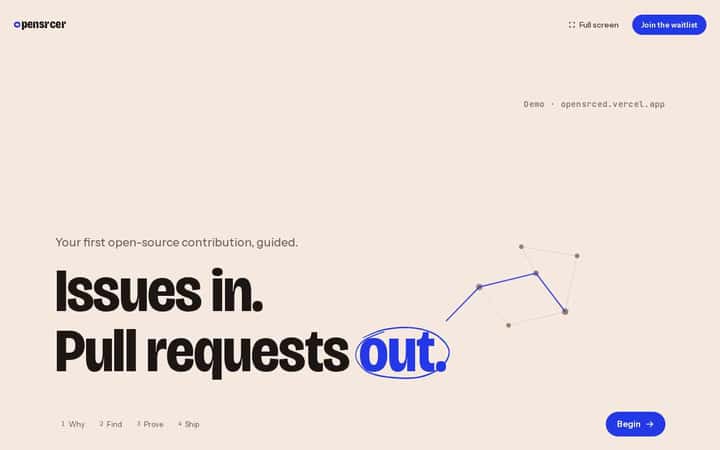 opensrcer
Full screen
Join the waitlist
Demo · opensrced.vercel.app
Your first open-source contribution, guided.
Issues in.
Pull requests out.
1 Why 2 Find 3 Prove 4 Ship
Begin →